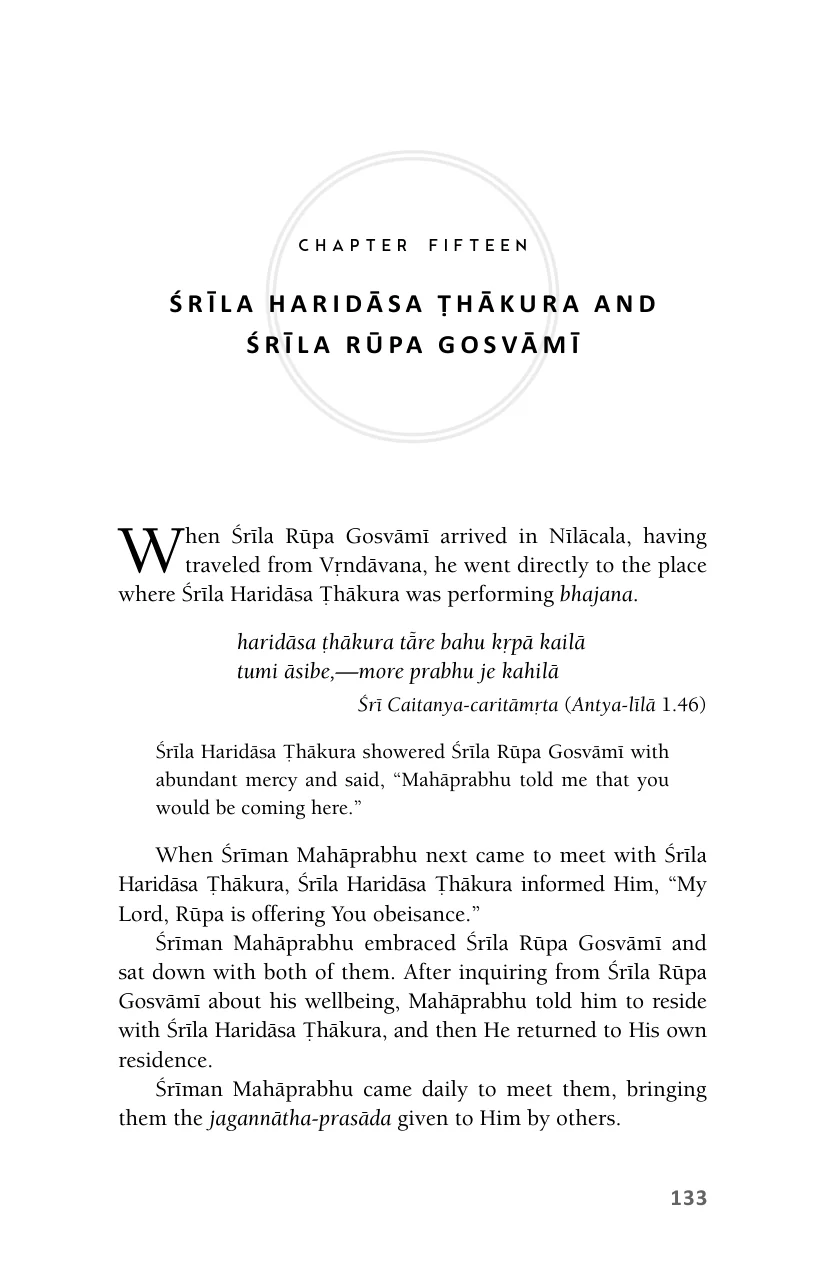 CHAPTER FIFTEEN
ŚRĪLA HARIDĀSA ṬHĀKURA AND
ŚRĪLA RŪPA GOSVĀMĪ
When Śrīla Rūpa Gosvāmī arrived in Nīlācala, having
traveled from Vṛndāvana, he went directly to the place
where Śrīla Haridāsa Ṭhākura was performing bhajana.
haridāsa ṭhākura tā̐re bahu kṛpā kailā
tumi āsibe,—more prabhu je kahilā
Śrī Caitanya-caritāmṛta (Antya-līlā 1.46)
Śrīla Haridāsa Ṭhākura showered Śrīla Rūpa Gosvāmī with
abundant mercy and said, “Mahāprabhu told me that you
would be coming here.”
When Śrīman Mahāprabhu next came to meet with Śrīla
Haridāsa Ṭhākura, Śrīla Haridāsa Ṭhākura informed Him, “My
Lord, Rūpa is offering You obeisance.”
Śrīman Mahāprabhu embraced Śrīla Rūpa Gosvāmī and
sat down with both of them. After inquiring from Śrīla Rūpa
Gosvāmī about his wellbeing, Mahāprabhu told him to reside
with Śrīla Haridāsa Ṭhākura, and then He returned to His own
residence.
Śrīman Mahāprabhu came daily to meet them, bringing
them the jagannātha-prasāda given to Him by others.
133